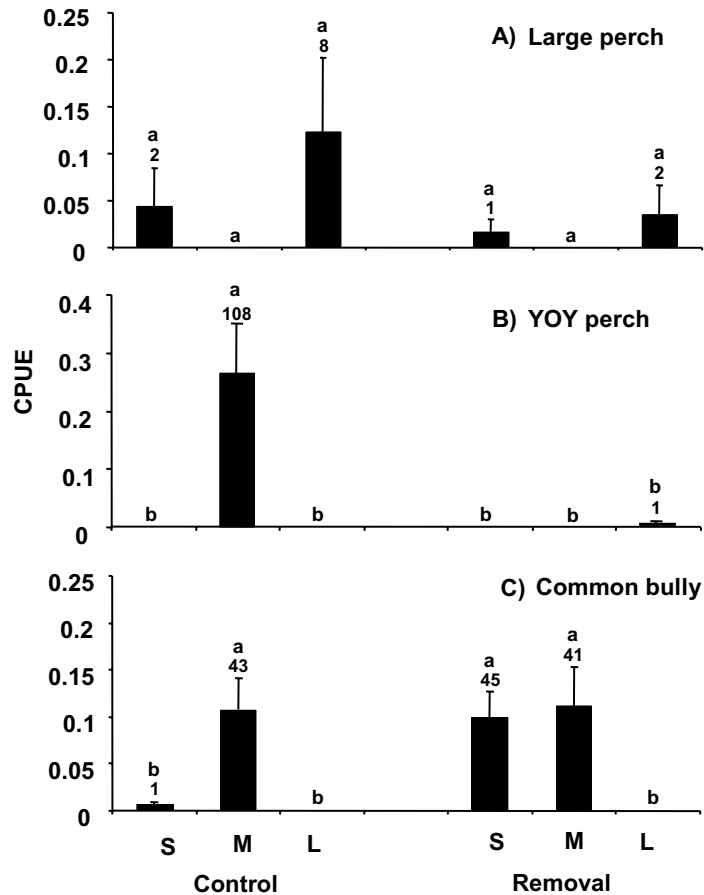 0.25
A) Large perch
a
8
0.2
0.15
a
2
0.1
a
2
0.05
a
1
0
a
a
a
0.4
108
B) YOY perch
0.3
CPUE
0.2
0.1
b
1
0
b
b
b
b
0.25
C) Common bully
0.2
a
43
a
45
a
41
0.15
0.1
0.05
b
1
0
b
b
S M L S M L
Control Removal